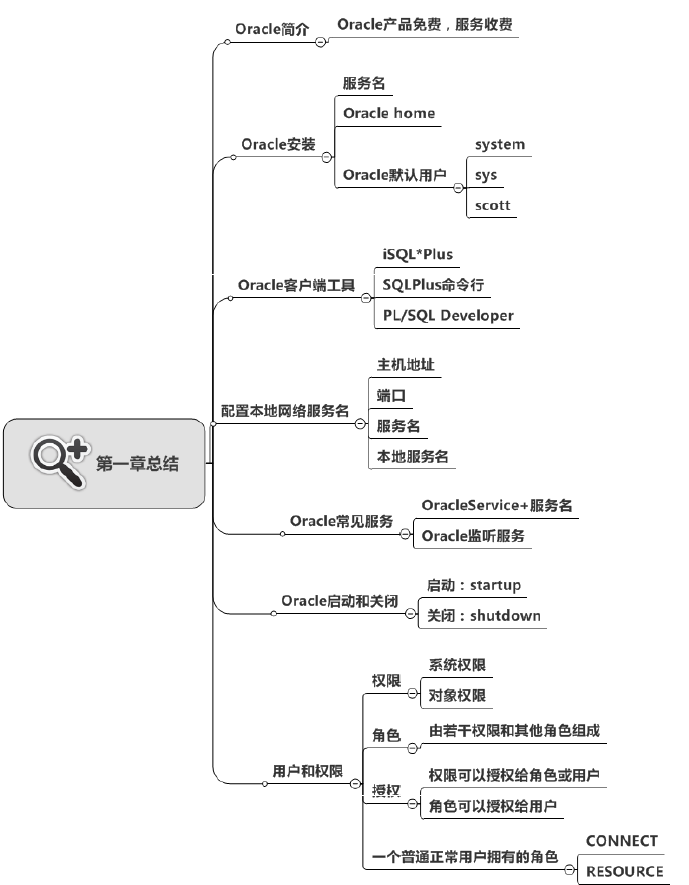 第一章总结
Oracle简介
Oracle产品免费，服务收费
Oracle安装
服务名
Oracle home
Oracle默认用户
system
sys
scott
Oracle客户端工具
iSQL*Plus
SQLPlus命令行
PL/SQL Developer
配置本地网络服务名
主机地址
端口
服务名
本地服务名
Oracle常见服务
OracleService+服务名
Oracle监听服务
Oracle启动和关闭
启动：startup
关闭：shutdown
用户和权限
权限
系统权限
对象权限
角色
由若干权限和其他角色组成
授权
权限可以授权给角色或用户
角色可以授权给用户
一个普通正常用户拥有的角色
CONNECT
RESOURCE